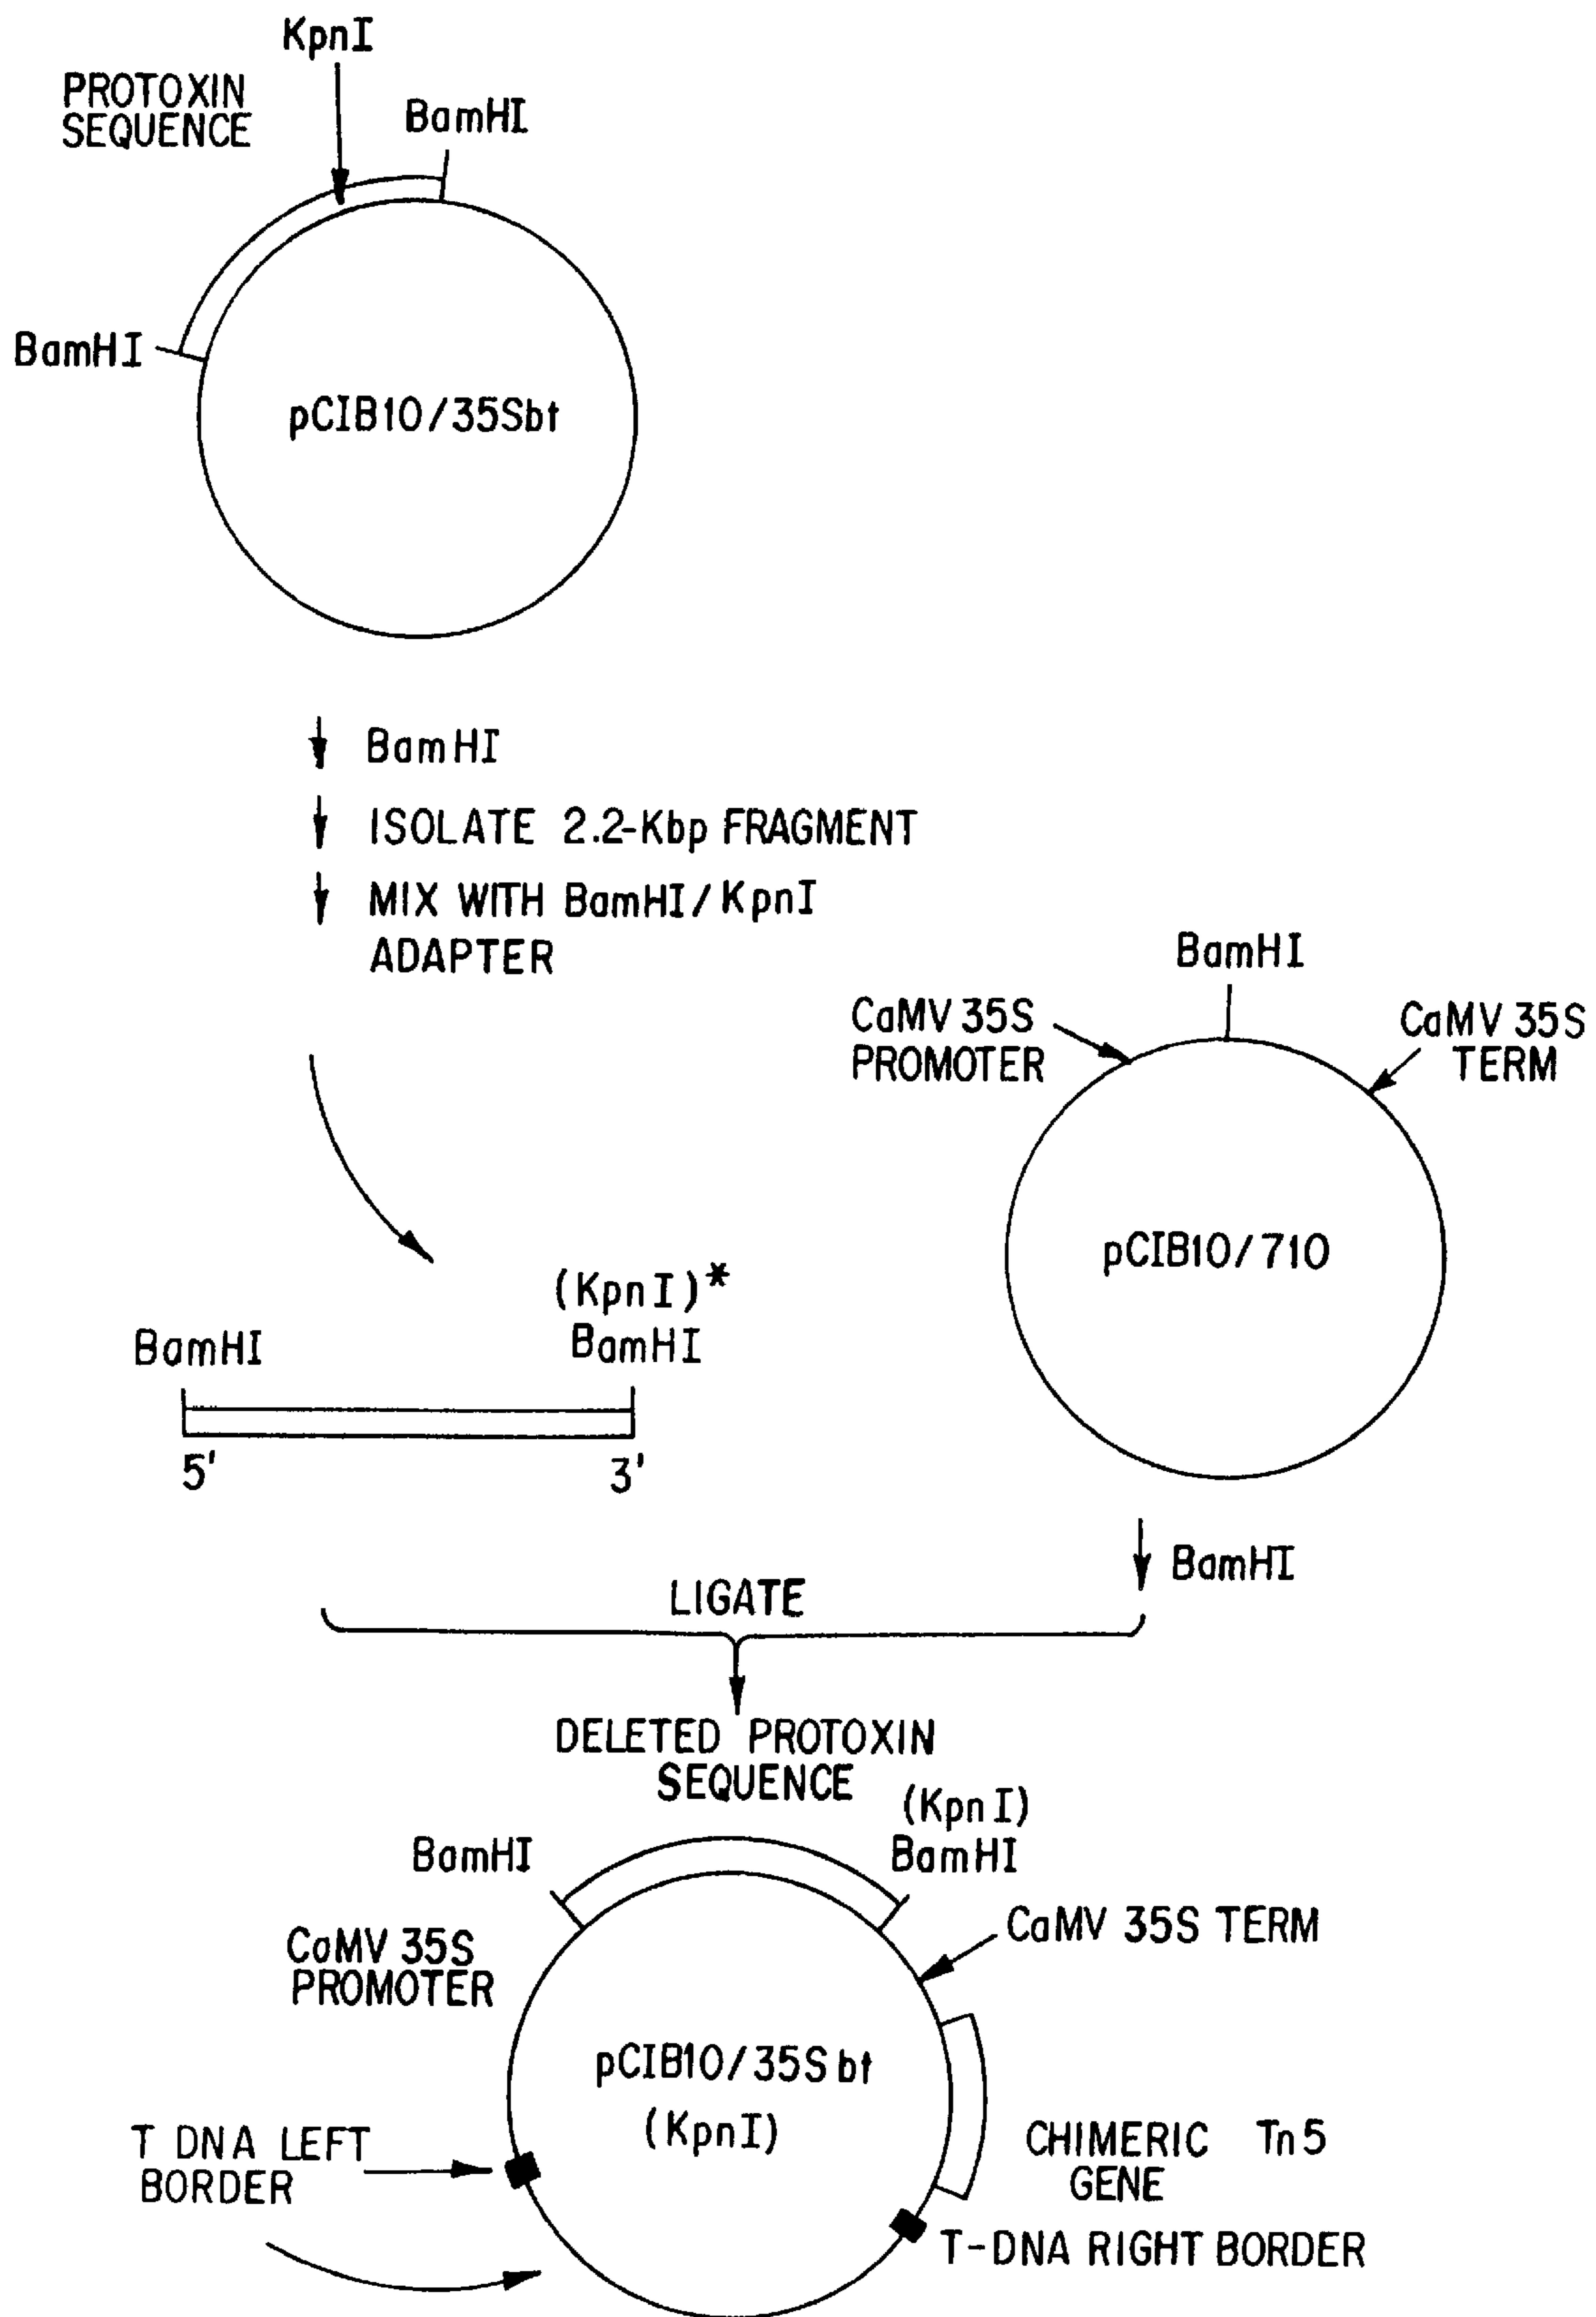 KpnI
PROTOXIN
SEQUENCE
BamHI
BamHI
pCIB10/35Sbt
BamHI
ISOLATE 2.2-Kbp FRAGMENT
MIX WITH BamHI/KpnI
ADAPTER
BamHI
CaMV 35S
PROMOTER
CaMV 35S
TERM
pCIB10/710
(KpnI)*
BamHI
BamHI
5'
3'
BamHI
LIGATE
DELETED PROTOXIN
SEQUENCE
(KpnI)
BamHI
BamHI
CaMV 35S TERM
CaMV 35S
PROMOTER
pCIB10/35Sbt
(KpnI)
T DNA LEFT
BORDER
CHIMERIC Tn5
GENE
T-DNA RIGHT BORDER